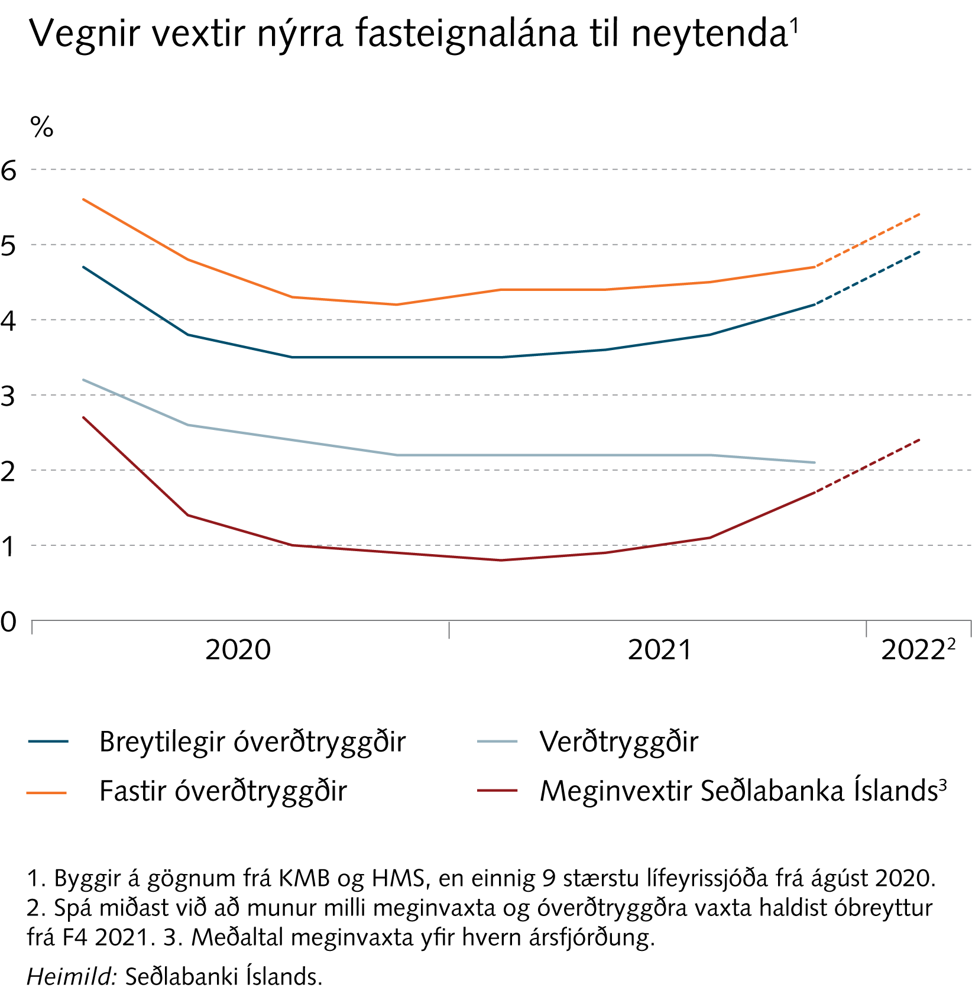 Vegnir vextir nýrra fasteignalána til neytenda¹
%
6
5
4
3
2
1
0
2020 2021 2022²
Breytilegir óverðtryggðir Verðtryggðir
Fastir óverðtryggðir Meginvextir Seðlabanka Íslands³
1. Byggir á gögnum frá KMB og HMS, en einnig 9 stærstu lífeyrissjóða frá ágúst 2020.
2. Spá miðast við að munur milli meginvaxta og óverðtryggðra vaxta haldist óbreyttur
frá F4 2021. 3. Meðaltal meginvaxta yfir hvern ársfjórðung.
Heimild: Seðlabanki Íslands.